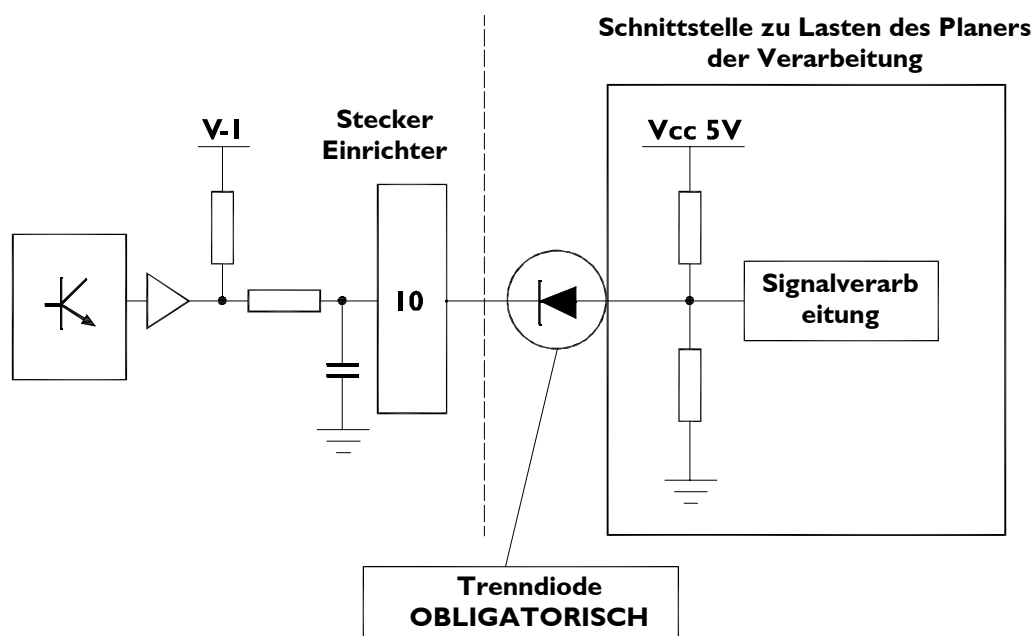 Schnittstelle zu Lasten des Planers
der Verarbeitung
V-1
Stecker
Einrichter
Vcc 5V
10
Signalverarb
eitung
Trenndiode
OBLIGATORISCH